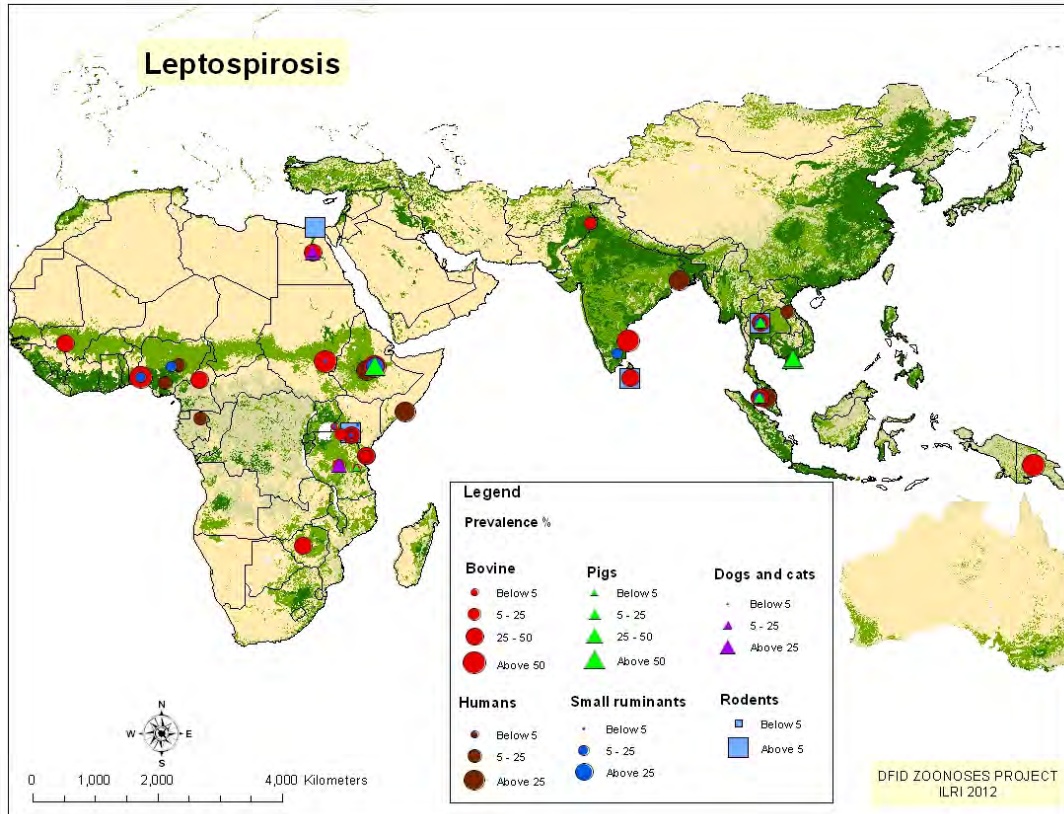 Leptospirosis
Legend
Prevalence %
Bovine
Below 5
5 - 25
25 - 50
Above 50
Pigs
Below 5
5 - 25
25 - 50
Above 50
Dogs and cats
Below 5
5 - 25
Above 25
Humans
Below 5
5 - 25
Above 25
Small ruminants
Below 5
5 - 25
Above 25
Rodents
Below 5
Above 5
N
W E
S
0 1,000 2,000 4,000 Kilometers
DFID ZOONOSES PROJECT
ILRI 2012